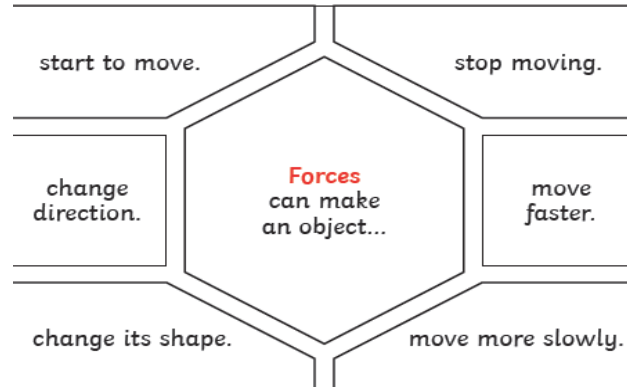 start to move.
stop moving.
change
direction.
Forces
can make
an object...
move
faster.
change its shape.
move more slowly.